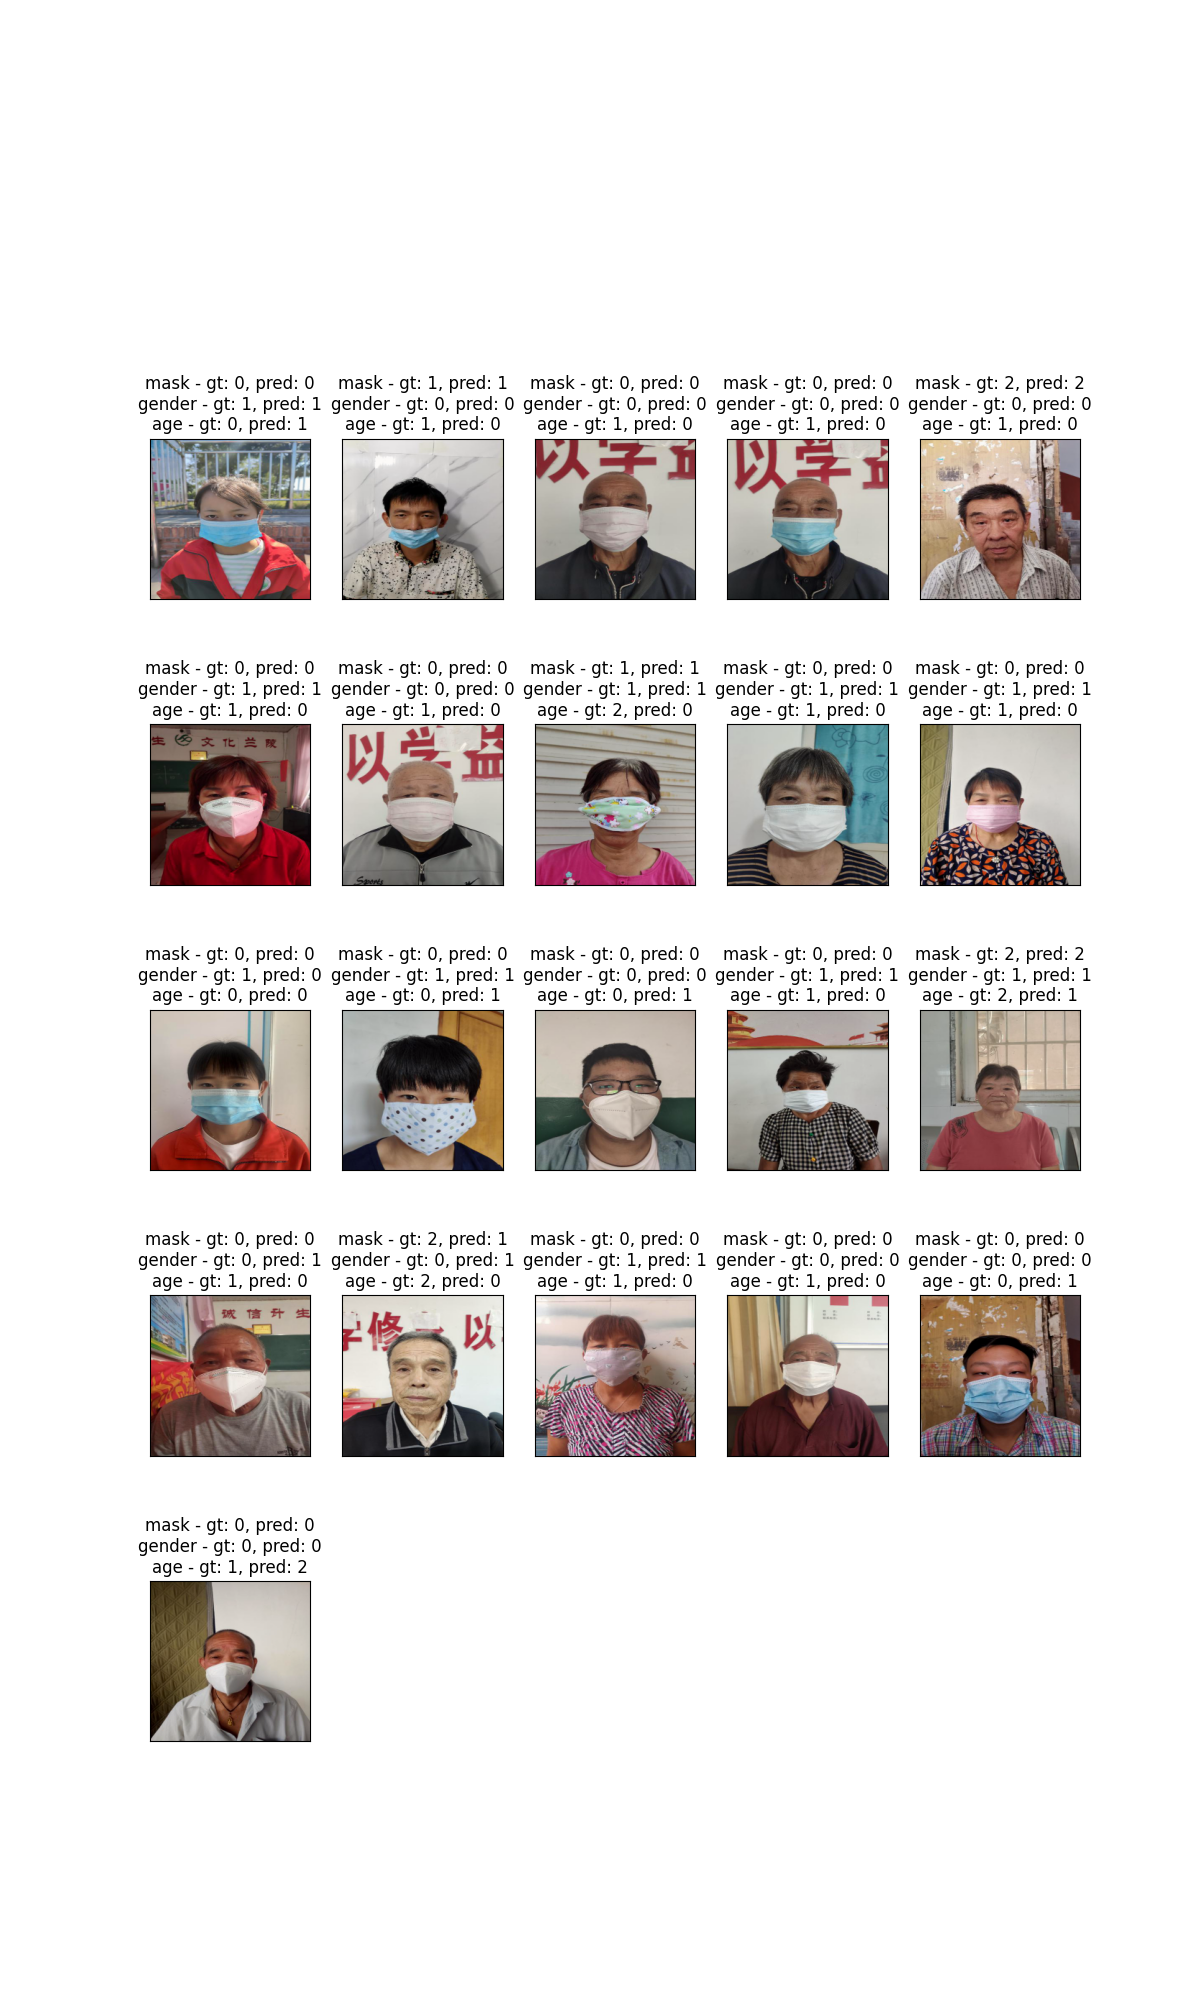 mask - gt: 0, pred: 0
gender - gt: 1, pred: 1
age - gt: 0, pred: 1
mask - gt: 1, pred: 1
gender - gt: 0, pred: 0
age - gt: 1, pred: 0
mask - gt: 0, pred: 0
gender - gt: 0, pred: 0
age - gt: 1, pred: 0
以学益
mask - gt: 0, pred: 0
gender - gt: 0, pred: 0
age - gt: 1, pred: 0
以学益
mask - gt: 2, pred: 2
gender - gt: 0, pred: 0
age - gt: 1, pred: 0
mask - gt: 0, pred: 0
gender - gt: 1, pred: 1
age - gt: 1, pred: 0
生 文化兰陵
mask - gt: 0, pred: 0
gender - gt: 0, pred: 0
age - gt: 1, pred: 0
以学益
Sports
mask - gt: 1, pred: 1
gender - gt: 1, pred: 1
age - gt: 2, pred: 0
mask - gt: 0, pred: 0
gender - gt: 1, pred: 1
age - gt: 1, pred: 0
mask - gt: 0, pred: 0
gender - gt: 1, pred: 1
age - gt: 1, pred: 0
mask - gt: 0, pred: 0
gender - gt: 1, pred: 0
age - gt: 0, pred: 0
mask - gt: 0, pred: 0
gender - gt: 1, pred: 1
age - gt: 0, pred: 1
mask - gt: 0, pred: 0
gender - gt: 0, pred: 0
age - gt: 0, pred: 1
mask - gt: 0, pred: 0
gender - gt: 1, pred: 1
age - gt: 1, pred: 0
mask - gt: 2, pred: 2
gender - gt: 1, pred: 1
age - gt: 2, pred: 1
mask - gt: 0, pred: 0
gender - gt: 0, pred: 1
age - gt: 1, pred: 0
诚信升生
mask - gt: 2, pred: 1
gender - gt: 0, pred: 1
age - gt: 2, pred: 0
修 以
mask - gt: 0, pred: 0
gender - gt: 1, pred: 1
age - gt: 1, pred: 0
mask - gt: 0, pred: 0
gender - gt: 0, pred: 0
age - gt: 1, pred: 0
mask - gt: 0, pred: 0
gender - gt: 0, pred: 0
age - gt: 0, pred: 1
mask - gt: 0, pred: 0
gender - gt: 0, pred: 0
age - gt: 1, pred: 2